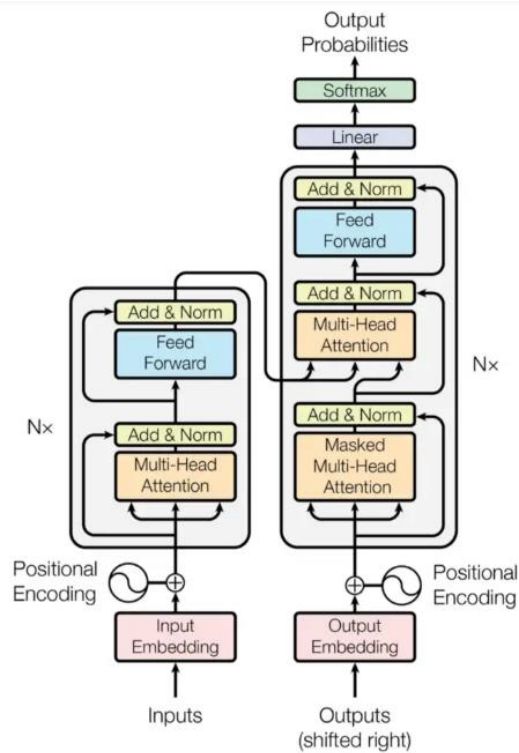 Output
Probabilities
Softmax
Linear
Add & Norm
Feed
Forward
Add & Norm
Multi-Head
Attention
Add & Norm
Masked
Multi-Head
Attention
Nx
Add & Norm
Feed
Forward
Add & Norm
Multi-Head
Attention
Nx
Positional
Encoding
Positional
Encoding
Input
Embedding
Output
Embedding
Inputs
Outputs
(shifted right)